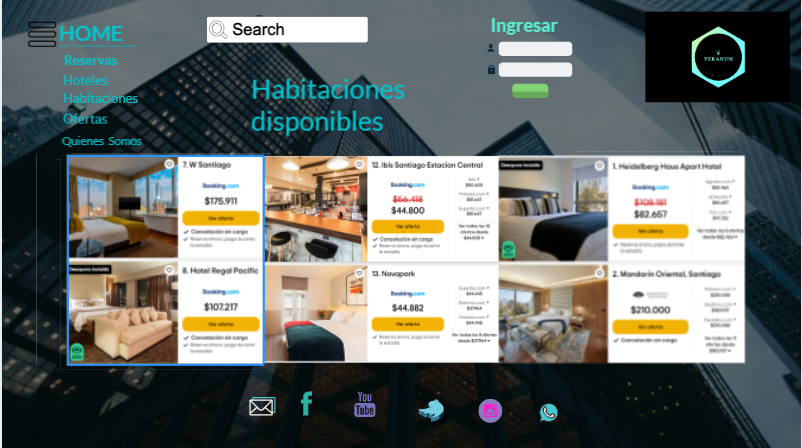 HOME
Search
Ingresar
VERANUM
Reservas
Hoteles
Habitaciones
Ofertas
Quienes Somos
Habitaciones
disponibles
7. W Santiago
Booking.com
$175.911
Ver oferta
Cancelación sin cargo
Reserva ahora, paga durante
la estadía
12. Ibis Santiago Estacion Central
Booking.com
$56.418
$44.800
Ver oferta
Cancelación sin cargo
Reserva ahora, paga durante
la estadía
Desayuno incluido
1. Heidelberg Haus Apart Hotel
Booking.com
$108.181
$82.657
Ver oferta
Reserva ahora, paga durante
la estadía
Desayuno incluido
8. Hotel Regal Pacific
Booking.com
$107.217
Ver oferta
Cancelación sin cargo
Reserva ahora, paga durante
la estadía
13. Novapark
Booking.com
$44.882
Ver oferta
Reserva ahora, paga durante
la estadía
2. Mandarin Oriental, Santiago
$210.000
Ver oferta
Cancelación sin cargo
You
Tube